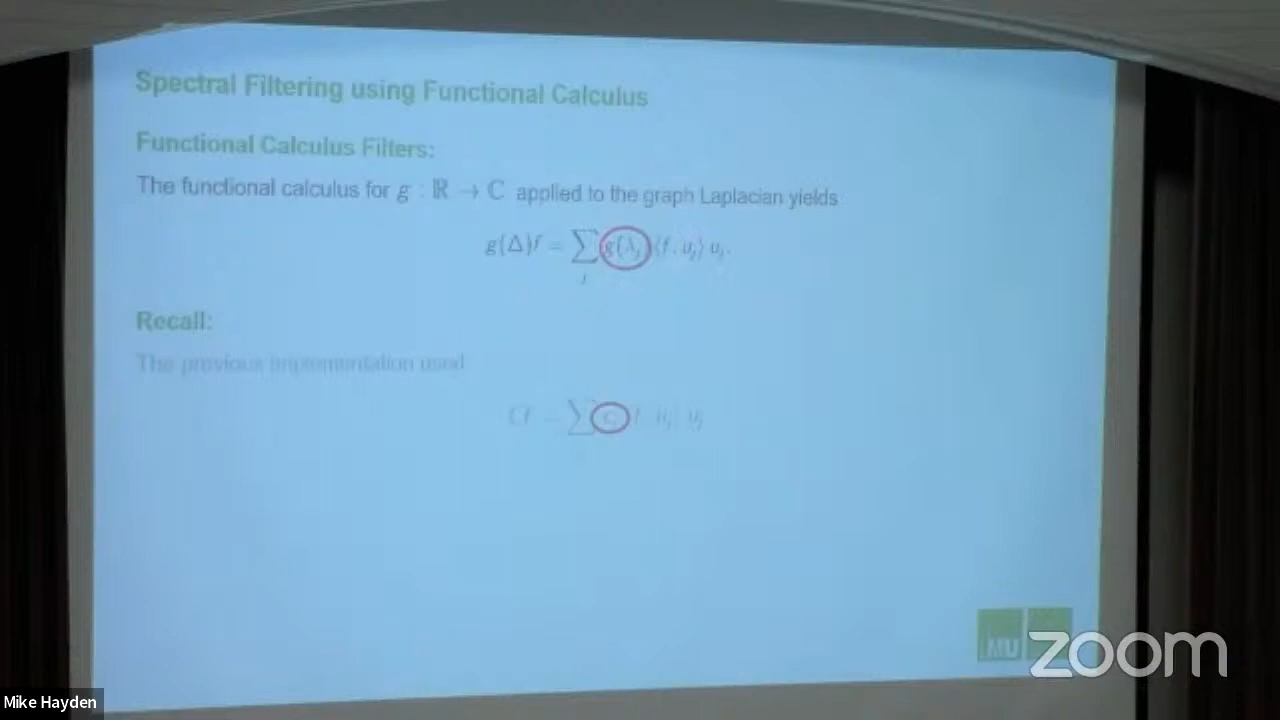 Spectral Filtering using Functional Calculus
Functional Calculus Filters:
The functional calculus for g : ℝ → ℂ applied to the graph Laplacian yields
g(Δ)f = ∑_j g(λ_j) ⟨f, u_j⟩ u_j.
Recall:
The previous implementation used
Cf = ∑ c f, u_j u_j
MU
zoom
Mike Hayden